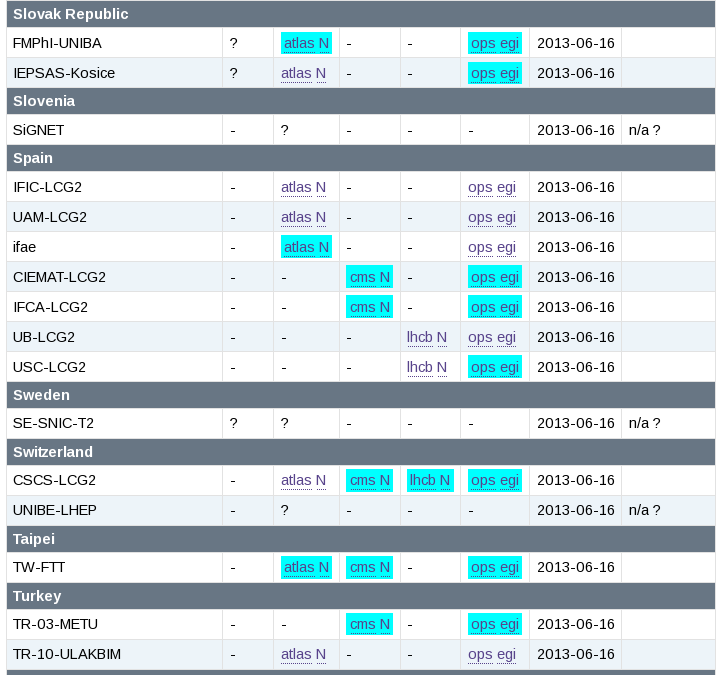 Slovak Republic
FMPhI-UNIBA ? atlas N - - ops egi 2013-06-16
IEPSAS-Kosice ? atlas N - - ops egi 2013-06-16
Slovenia
SiGNET - ? - - - 2013-06-16 n/a ?
Spain
IFIC-LCG2 - atlas N - - ops egi 2013-06-16
UAM-LCG2 - atlas N - - ops egi 2013-06-16
ifae - atlas N - - ops egi 2013-06-16
CIEMAT-LCG2 - - cms N - ops egi 2013-06-16
IFCA-LCG2 - - cms N - ops egi 2013-06-16
UB-LCG2 - - - lhcb N ops egi 2013-06-16
USC-LCG2 - - - lhcb N ops egi 2013-06-16
Sweden
SE-SNIC-T2 ? ? - - - 2013-06-16 n/a ?
Switzerland
CSCS-LCG2 - atlas N cms N lhcb N ops egi 2013-06-16
UNIBE-LHEP - ? - - - 2013-06-16 n/a ?
Taipei
TW-FTT - atlas N cms N - ops egi 2013-06-16
Turkey
TR-03-METU - - cms N - ops egi 2013-06-16
TR-10-ULAKBIM - atlas N - - ops egi 2013-06-16